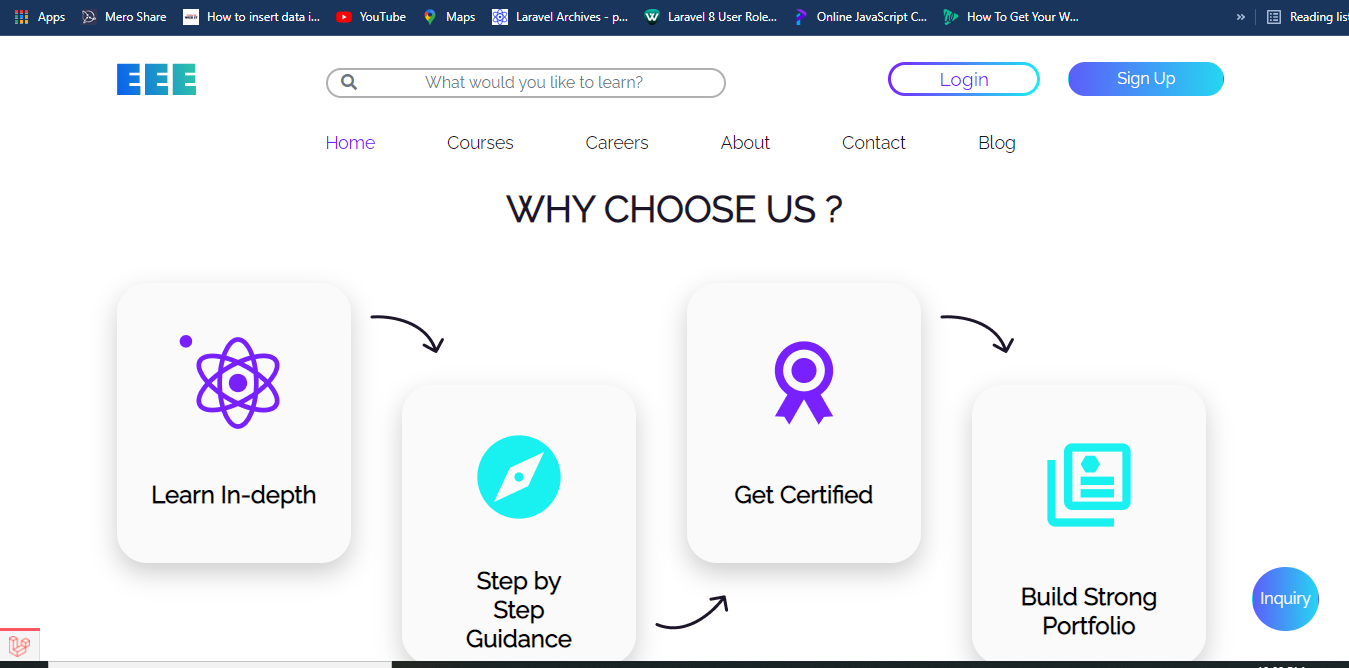 Apps Mero Share How to insert data i... YouTube Maps Laravel Archives - p... Laravel 8 User Role... Online JavaScript C... How To Get Your W... » Reading list
EEE
What would you like to learn?
Login
Sign Up
Home Courses Careers About Contact Blog
WHY CHOOSE US ?
Learn In-depth
Step by
Step
Guidance
Get Certified
Build Strong
Portfolio
Inquiry